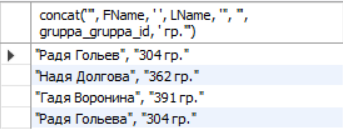 concat('"', FName, ' ', LName, '", "',
gruppa_gruppa_id, ' гр."')
"Радя Гольев", "304 гр."
"Надя Долгова", "362 гр."
"Гадя Воронина", "391 гр."
"Радя Гольева", "304 гр."